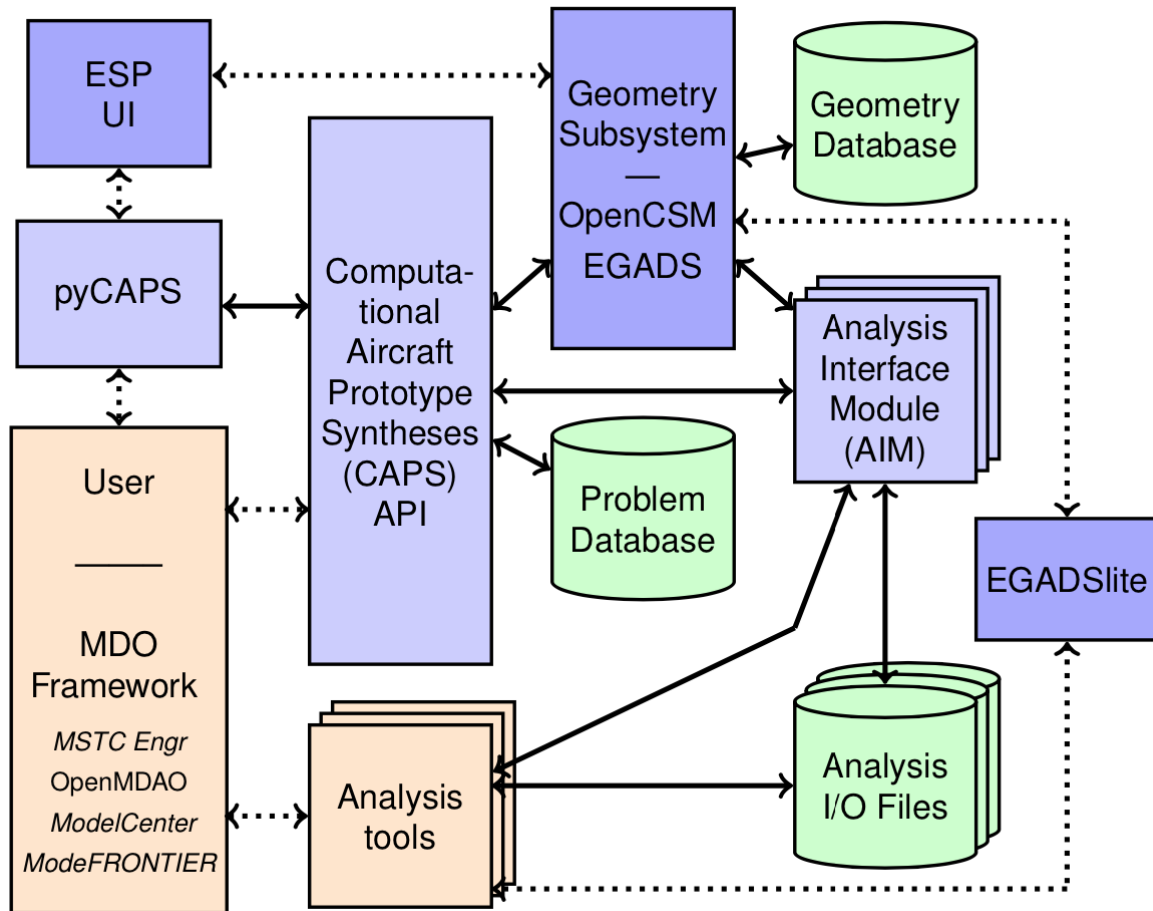 ESP
UI
pyCAPS
User
MDO
Framework
MSTC Engr
OpenMDAO
ModelCenter
ModeFRONTIER
Computa-
tional
Aircraft
Prototype
Syntheses
(CAPS)
API
Geometry
Subsystem
—
OpenCSM
EGADS
Geometry
Database
Analysis
Interface
Module
(AIM)
Problem
Database
EGADSlite
Analysis
tools
Analysis
I/O Files